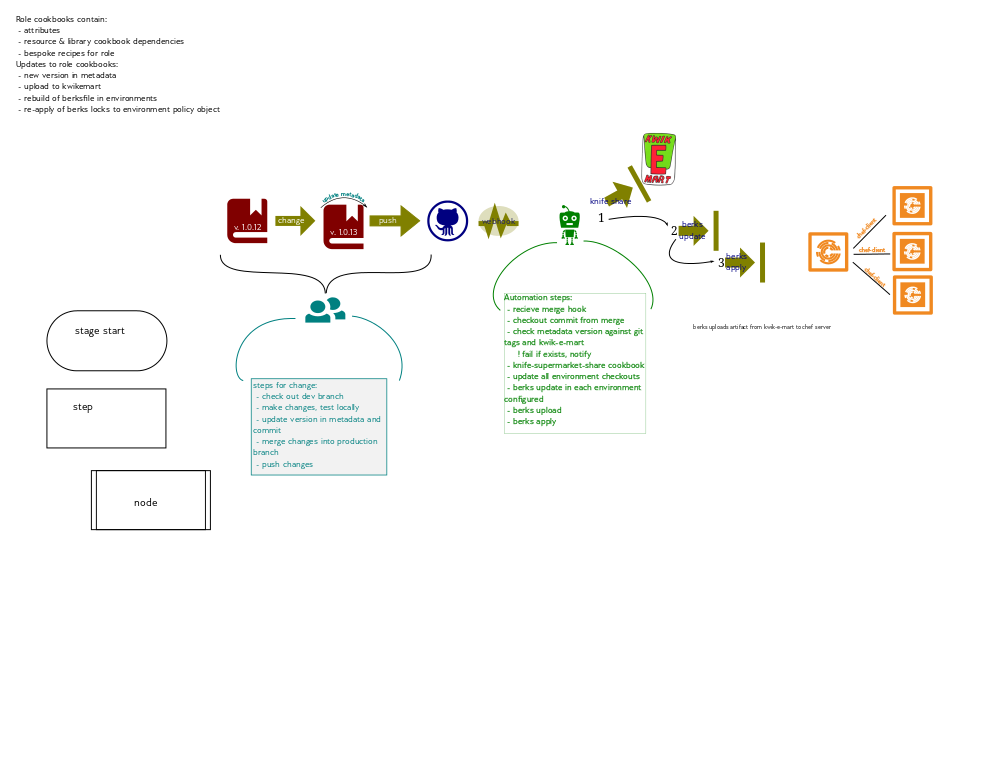 Role cookbooks contain:
- attributes
- resource & library cookbook dependencies
- bespoke recipes for role
Updates to role cookbooks:
- new version in metadata
- upload to kwikemart
- rebuild of berksfile in environments
- re-apply of berks locks to environment policy object
KWIK
E
MART
knife share
update metadata
v. 1.0.12
change
v. 1.0.13
push
webhook
1
2
berks
update
3
berks
apply
chef-client
chef-client
chef-client
berks uploads artifact from kwik-e-mart to chef server
stage start
step
node
steps for change:
- check out dev branch
- make changes, test locally
- update version in metadata and
commit
- merge changes into production
branch
- push changes
Automation steps:
- recieve merge hook
- checkout commit from merge
- check metadata version against git
tags and kwik-e-mart
! fail if exists, notify
- knife-supermarket-share cookbook
- update all environment checkouts
- berks update in each environment
configured
- berks upload
- berks apply